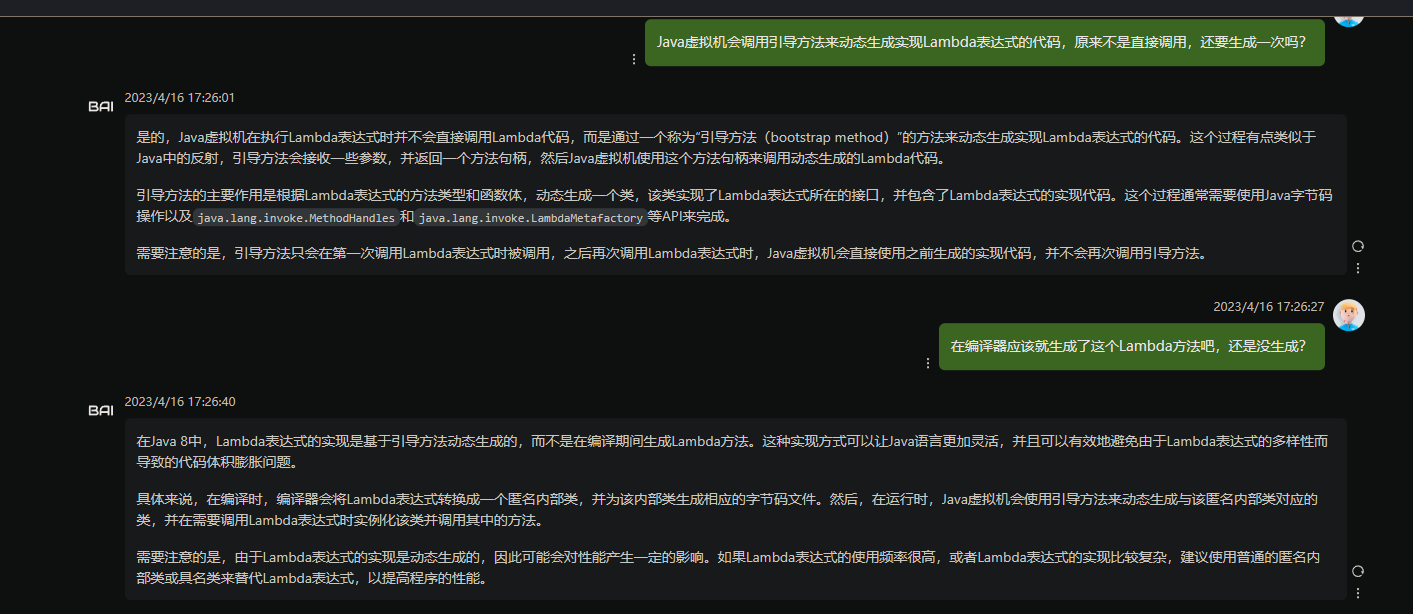 Java虚拟机会调用引导方法来动态生成实现Lambda表达式的代码，原来不是直接调用，还要生成一次吗？
BAI
2023/4/16 17:26:01
是的，Java虚拟机在执行Lambda表达式时并不会直接调用Lambda代码，而是通过一个称为“引导方法（bootstrap method）”的方法来动态生成实现Lambda表达式的代码。这个过程有点类似于
Java中的反射，引导方法会接收一些参数，并返回一个方法句柄，然后Java虚拟机使用这个方法句柄来调用动态生成的Lambda代码。
引导方法的主要作用是根据Lambda表达式的方法类型和函数体，动态生成一个类，该类实现了Lambda表达式所在的接口，并包含了Lambda表达式的实现代码。这个过程通常需要使用Java字节码
操作以及 java.lang.invoke.MethodHandles 和 java.lang.invoke.LambdaMetafactory 等API来完成。
需要注意的是，引导方法只会在第一次调用Lambda表达式时被调用，之后再次调用Lambda表达式时，Java虚拟机会直接使用之前生成的实现代码，并不会再次调用引导方法。
2023/4/16 17:26:27
在编译器应该就生成了这个Lambda方法吧，还是没生成？
BAI
2023/4/16 17:26:40
在Java 8中，Lambda表达式的实现是基于引导方法动态生成的，而不是在编译期间生成Lambda方法。这种实现方式可以让Java语言更加灵活，并且可以有效地避免由于Lambda表达式的多样性而
导致的代码体积膨胀问题。
具体来说，在编译时，编译器会将Lambda表达式转换成一个匿名内部类，并为该内部类生成相应的字节码文件。然后，在运行时，Java虚拟机会使用引导方法来动态生成与该匿名内部类对应的
类，并在需要调用Lambda表达式时实例化该类并调用其中的方法。
需要注意的是，由于Lambda表达式的实现是动态生成的，因此可能会对性能产生一定的影响。如果Lambda表达式的使用频率很高，或者Lambda表达式的实现比较复杂，建议使用普通的匿名内
部类或具名类来替代Lambda表达式，以提高程序的性能。